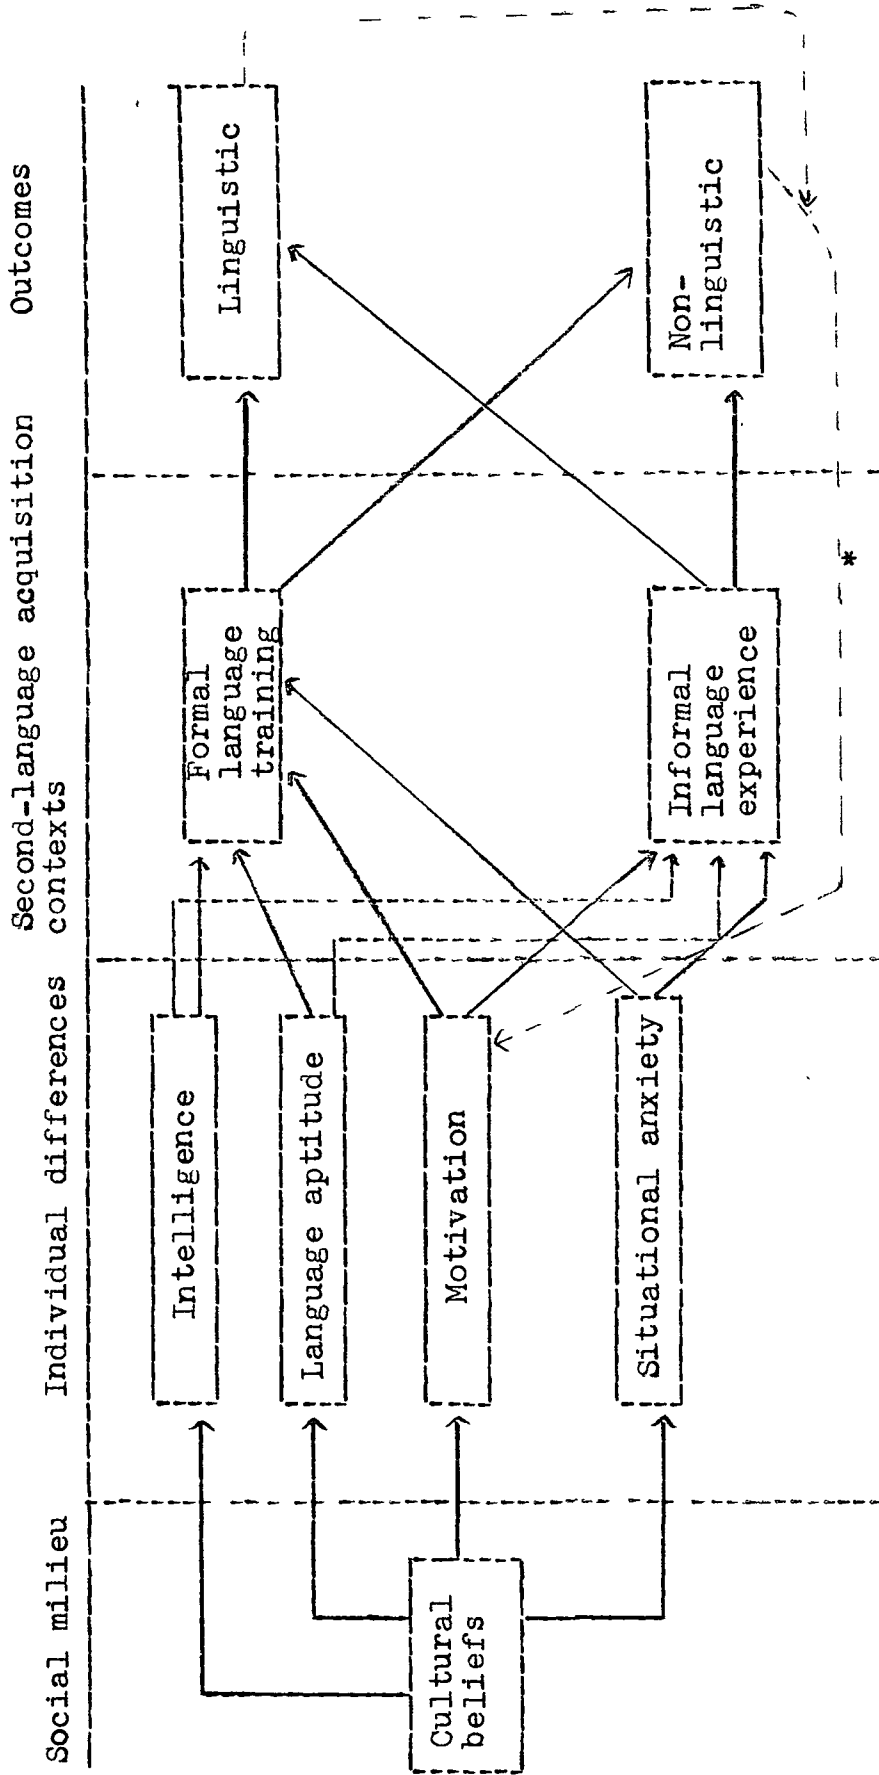 Social milieu
Individual differences
Second-language acquisition
contexts
Outcomes
Cultural
beliefs
Intelligence
Language aptitude
Motivation
Situational anxiety
Formal
language
training
Informal
language
experience
Linguistic
Non-
linguistic
*